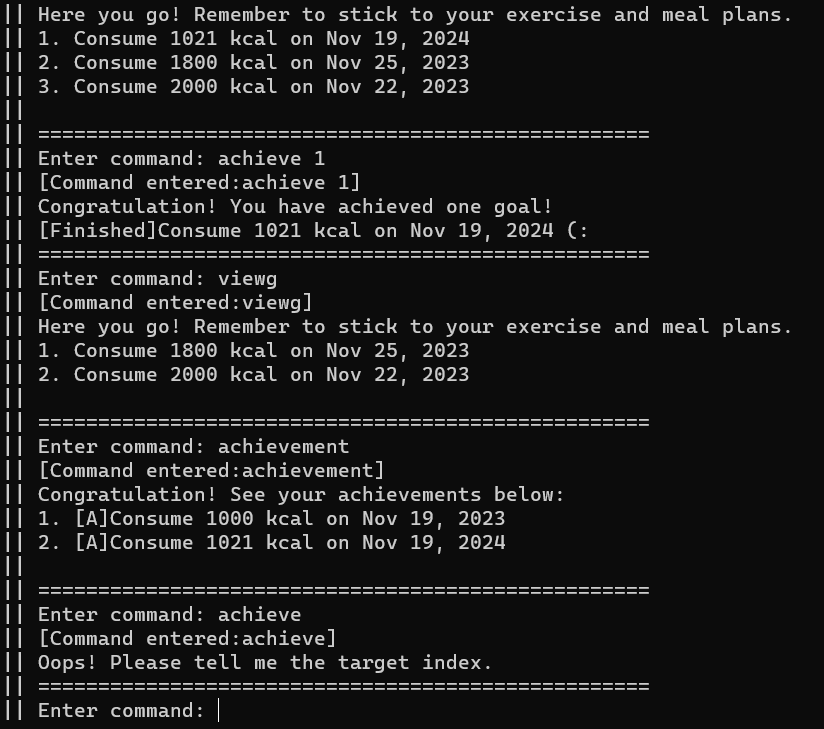 || Here you go! Remember to stick to your exercise and meal plans.
|| 1. Consume 1021 kcal on Nov 19, 2024
|| 2. Consume 1800 kcal on Nov 25, 2023
|| 3. Consume 2000 kcal on Nov 22, 2023
||
|| ===================================================
|| Enter command: achieve 1
|| [Command entered:achieve 1]
|| Congratulation! You have achieved one goal!
|| [Finished]Consume 1021 kcal on Nov 19, 2024 (:
|| ===================================================
|| Enter command: viewg
|| [Command entered:viewg]
|| Here you go! Remember to stick to your exercise and meal plans.
|| 1. Consume 1800 kcal on Nov 25, 2023
|| 2. Consume 2000 kcal on Nov 22, 2023
||
|| ===================================================
|| Enter command: achievement
|| [Command entered:achievement]
|| Congratulation! See your achievements below:
|| 1. [A]Consume 1000 kcal on Nov 19, 2023
|| 2. [A]Consume 1021 kcal on Nov 19, 2024
||
|| ===================================================
|| Enter command: achieve
|| [Command entered:achieve]
|| Oops! Please tell me the target index.
|| ===================================================
|| Enter command: